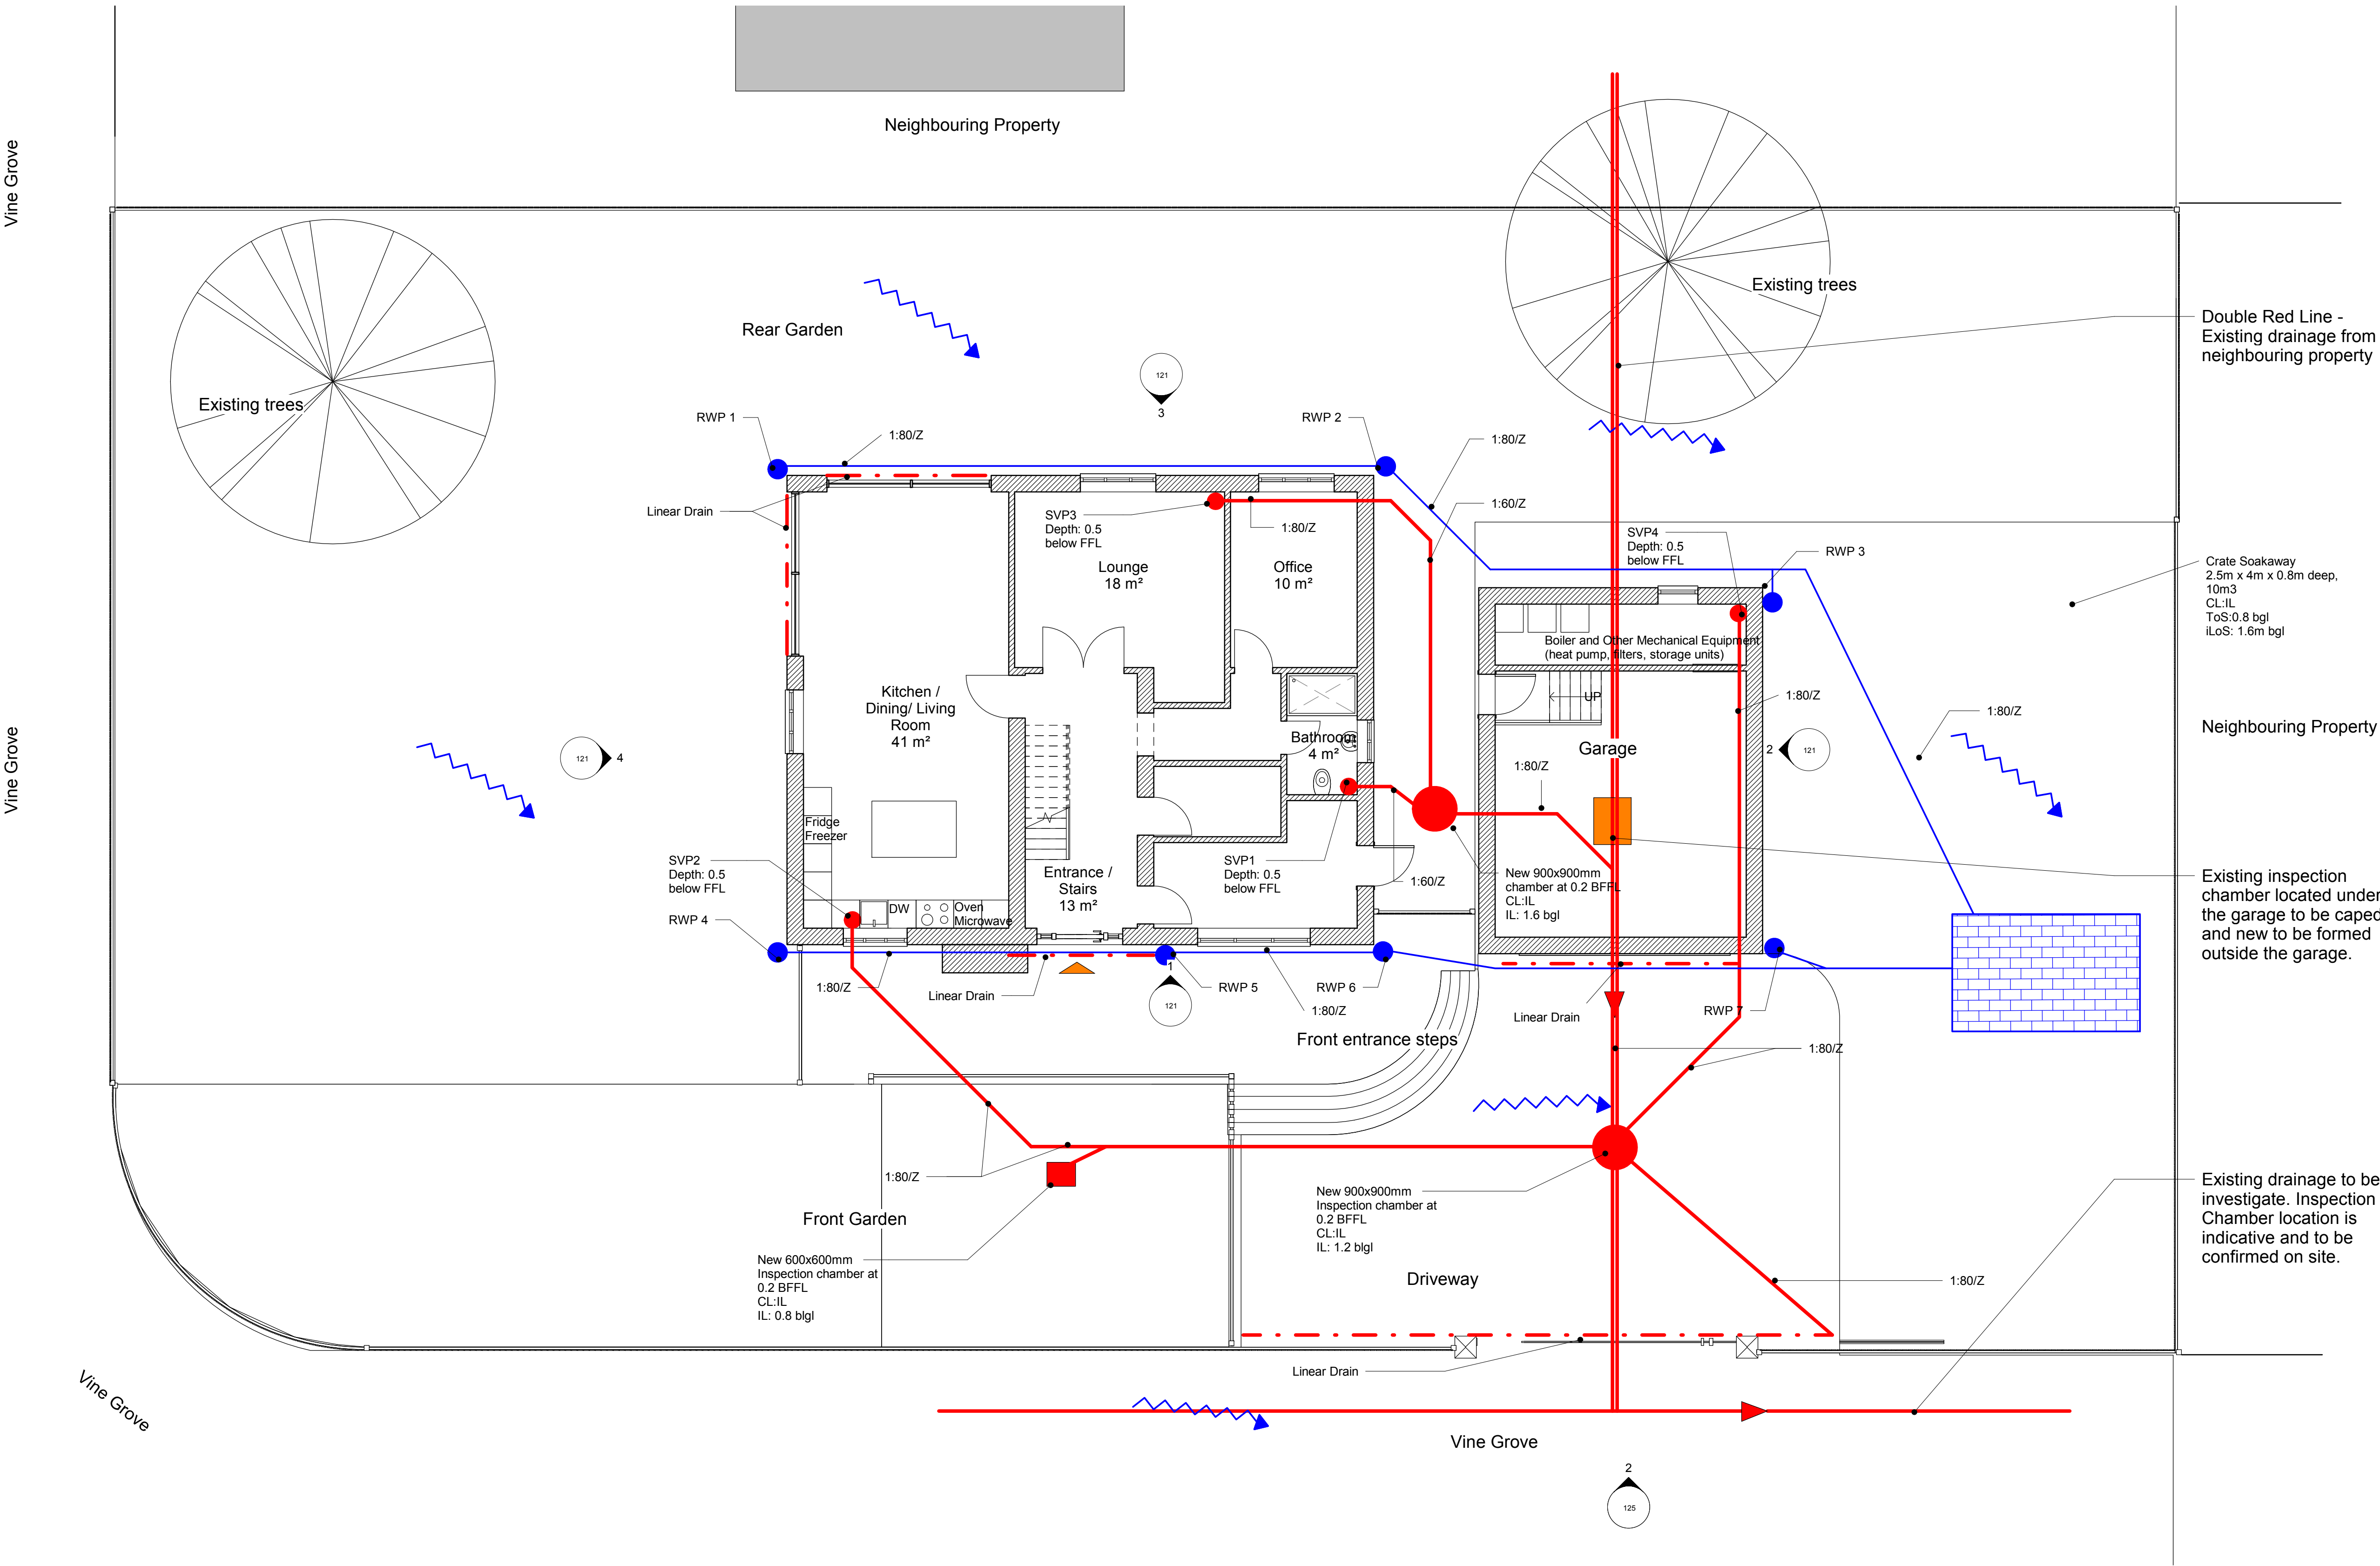 Neighbouring Property
Vine Grove
Existing trees
Existing trees
Rear Garden
Double Red Line -
Existing drainage from
neighbouring property
121
3
RWP 1
RWP 2
1:80/Z
1:80/Z
1:60/Z
Linear Drain
SVP3
Depth: 0.5
below FFL
1:80/Z
SVP4
Depth: 0.5
below FFL
RWP 3
Lounge
18 m²
Office
10 m²
Crate Soakaway
2.5m x 4m x 0.8m deep,
10m3
CL:IL
ToS:0.8 bgl
iLoS: 1.6m bgl
Boiler and Other Mechanical Equipment
(heat pump, filters, storage units)
Kitchen /
Dining/ Living
Room
41 m²
UP
1:80/Z
1:80/Z
Neighbouring Property
Vine Grove
121
4
Bathroom
4 m²
Garage
2
121
1:80/Z
Fridge
Freezer
SVP2
Depth: 0.5
below FFL
RWP 4
DW
Oven
Microwave
Entrance /
Stairs
13 m²
SVP1
Depth: 0.5
below FFL
1:60/Z
New 900x900mm
chamber at 0.2 BFFL
CL:IL
IL: 1.6 bgl
Existing inspection
chamber located under
the garage to be caped
and new to be formed
outside the garage.
1:80/Z
Linear Drain
1
121
RWP 5
RWP 6
1:80/Z
Linear Drain
RWP 7
Front entrance steps
1:80/Z
1:80/Z
Front Garden
New 600x600mm
Inspection chamber at
0.2 BFFL
CL:IL
IL: 0.8 blgl
New 900x900mm
Inspection chamber at
0.2 BFFL
CL:IL
IL: 1.2 blgl
Driveway
1:80/Z
Existing drainage to be
investigate. Inspection
Chamber location is
indicative and to be
confirmed on site.
Linear Drain
Vine Grove
Vine Grove
2
125